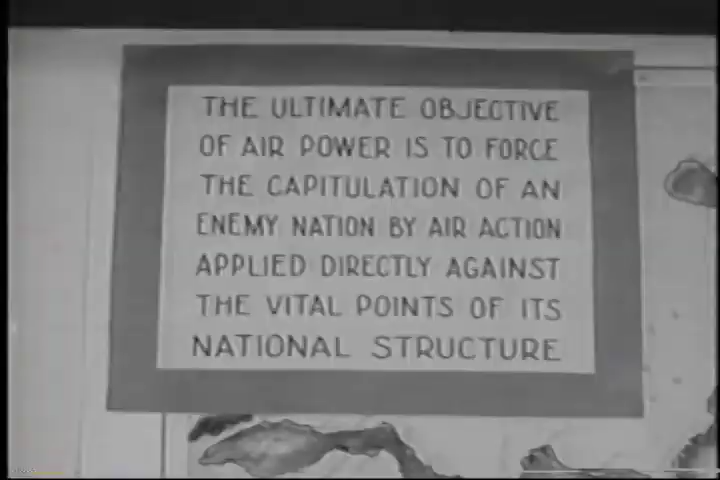 THE ULTIMATE OBJECTIVE
OF AIR POWER IS TO FORCE
THE CAPITULATION OF AN
ENEMY NATION BY AIR ACTION
APPLIED DIRECTLY AGAINST
THE VITAL POINTS OF ITS
NATIONAL STRUCTURE